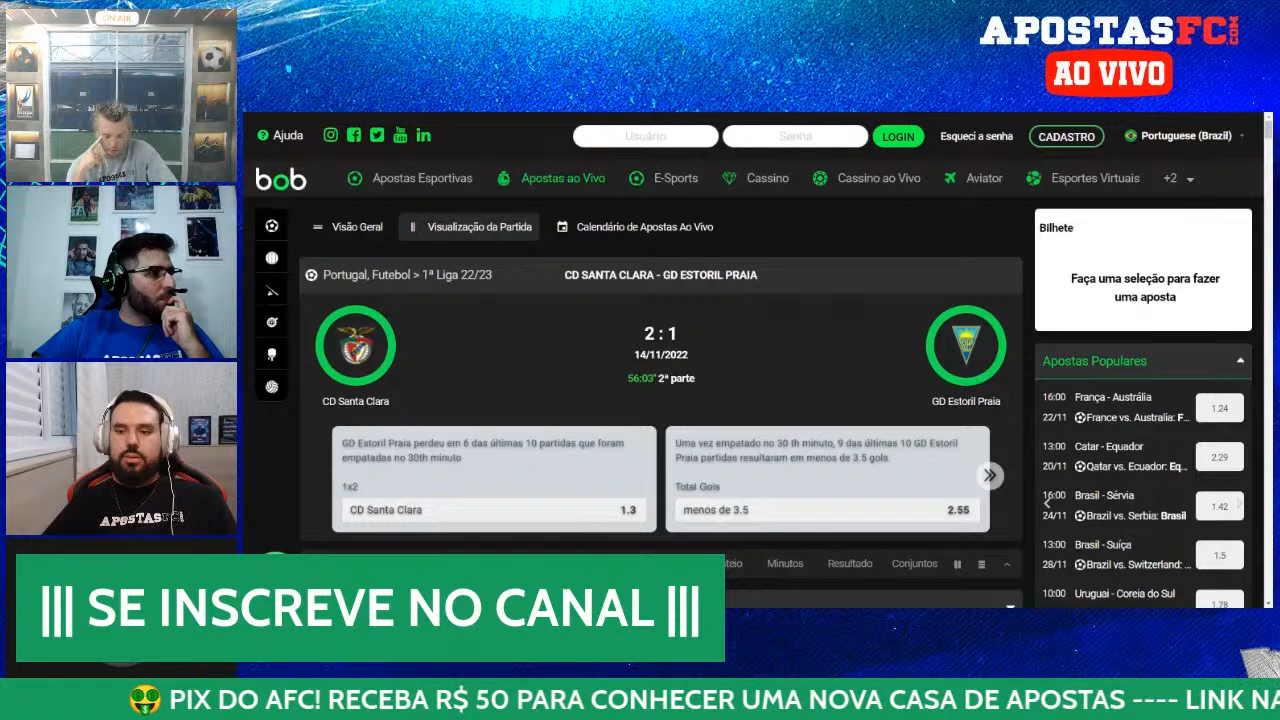 ON AIR
APOSTASFC.COM
AO VIVO
Ajuda
Usuário
Senha
LOGIN
Esqueci a senha
CADASTRO
Portuguese (Brazil)
bob
Apostas Esportivas
Apostas ao Vivo
E-Sports
Cassino
Cassino ao Vivo
Aviator
Esportes Virtuais
+2
Visão Geral
Visualização da Partida
Calendário de Apostas Ao Vivo
Portugal, Futebol > 1ª Liga 22/23
CD SANTA CLARA - GD ESTORIL PRAIA
2 : 1
14/11/2022
56:03" 2ª parte
CD Santa Clara
GD Estoril Praia
GD Estoril Praia perdeu em 6 das últimas 10 partidas que foram
empatadas no 30th minuto
1x2
CD Santa Clara 1.3
Uma vez empatado no 30 th minuto, 9 das últimas 10 GD Estoril
Praia partidas resultaram em menos de 3.5 gols.
Total Gols
menos de 3.5 2.55
Minutos
Resultado
Conjuntos
Bilhete
Faça uma seleção para fazer
uma aposta
Apostas Populares
16:00 França - Austrália
22/11 France vs. Australia: F... 1.24
13:00 Catar - Equador
20/11 Qatar vs. Ecuador: Eq... 2.29
16:00 Brasil - Sérvia
24/11 Brazil vs. Serbia: Brasil 1.42
13:00 Brasil - Suíça
28/11 Brazil vs. Switzerland: ... 1.5
10:00 Uruguai - Coreia do Sul
1.78
APOSTASFC
||| SE INSCREVE NO CANAL |||
PIX DO AFC! RECEBA R$ 50 PARA CONHECER UMA NOVA CASA DE APOSTAS ---- LINK NA